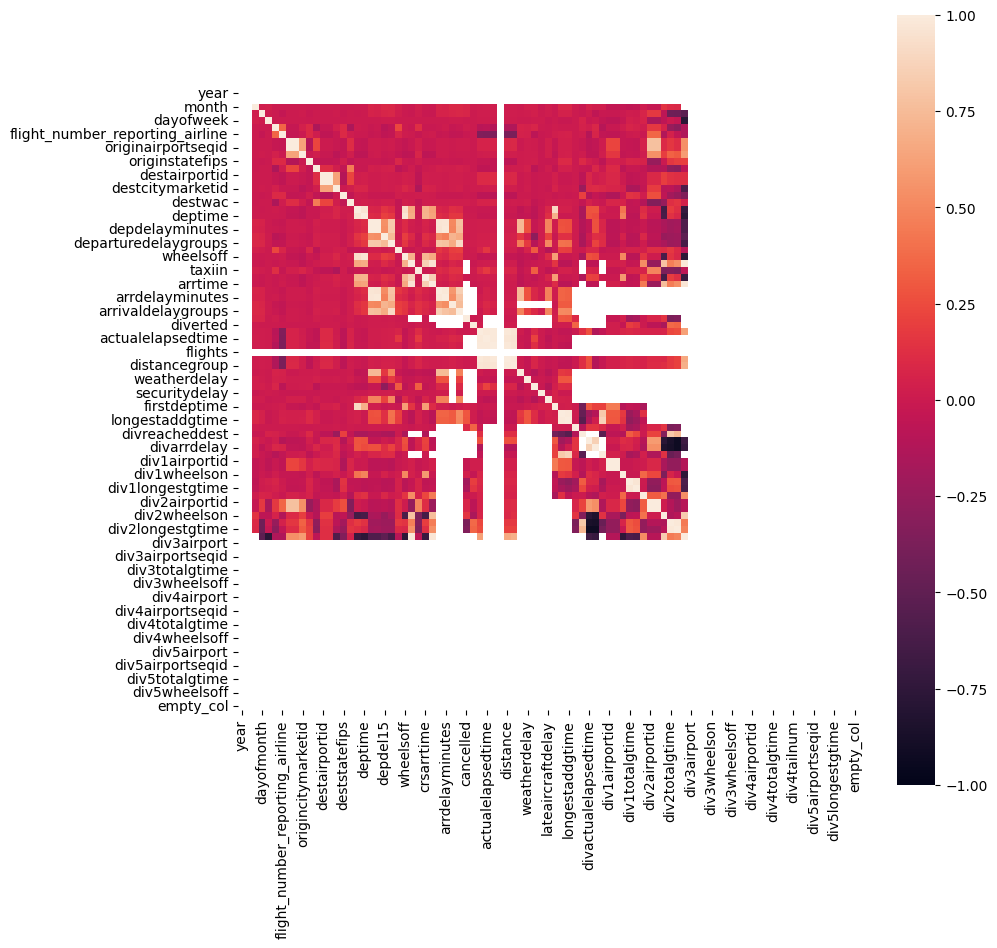 year
month
dayofweek
flight_number_reporting_airline
originairportseqid
originstatefips
destairportid
destcitymarketid
destwac
deptime
depdelayminutes
departuredelaygroups
wheelsoff
taxiin
arrtime
arrdelayminutes
arrivaldelaygroups
diverted
actualelapsedtime
flights
distancegroup
weatherdelay
securitydelay
firstdeptime
longestaddgtime
divreacheddest
divarrdelay
div1airportid
div1wheelson
div1longestgtime
div2airportid
div2wheelson
div2longestgtime
div3airport
div3airportseqid
div3totalgtime
div3wheelsoff
div4airport
div4airportseqid
div4totalgtime
div4wheelsoff
div5airport
div5airportseqid
div5totalgtime
div5wheelsoff
empty_col
year
dayofmonth
flight_number_reporting_airline
origincitymarketid
destairportid
deststatefips
deptime
depdel15
wheelsoff
crsarrtime
arrdelayminutes
cancelled
actualelapsedtime
distance
weatherdelay
lateaircraftdelay
longestaddgtime
divactualelapsedtime
div1airportid
div1totalgtime
div2airportid
div2totalgtime
div3airport
div3wheelson
div3wheelsoff
div4airportid
div4totalgtime
div4tailnum
div5airportseqid
div5longestgtime
empty_col
1.00
0.75
0.50
0.25
0.00
−0.25
−0.50
−0.75
−1.00